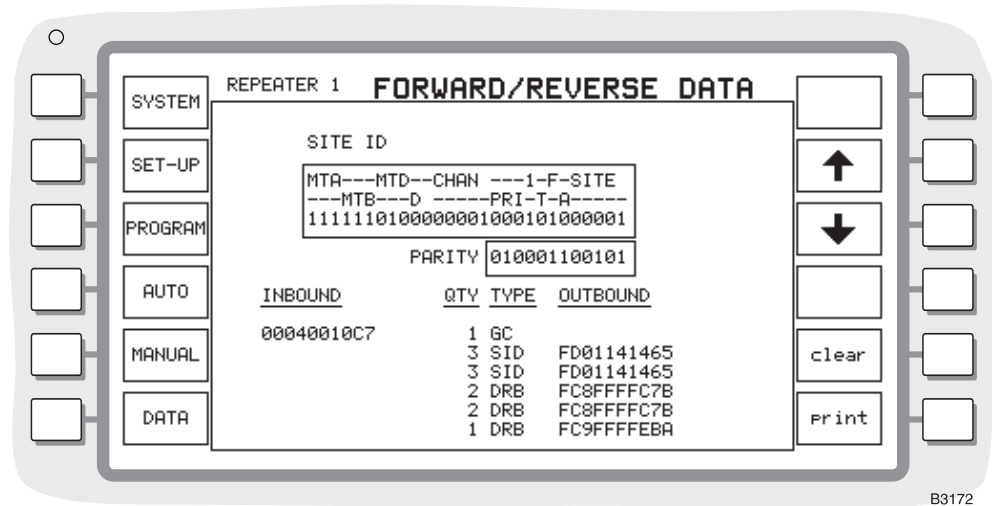 REPEATER 1 FORWARD/REVERSE DATA
SYSTEM
SET-UP
PROGRAM
AUTO
MANUAL
DATA
SITE ID
MTA---MTD--CHAN ---1-F-SITE
---MTB---D -----PRI-T-A-----
1111110100000001000101000001
PARITY 010001100101
INBOUND QTY TYPE OUTBOUND
00040010C7 1 GC
3 SID FD01141465
3 SID FD01141465
2 DRB FC8FFFFC7B
2 DRB FC8FFFFC7B
1 DRB FC9FFFFEBA
clear
print
B3172